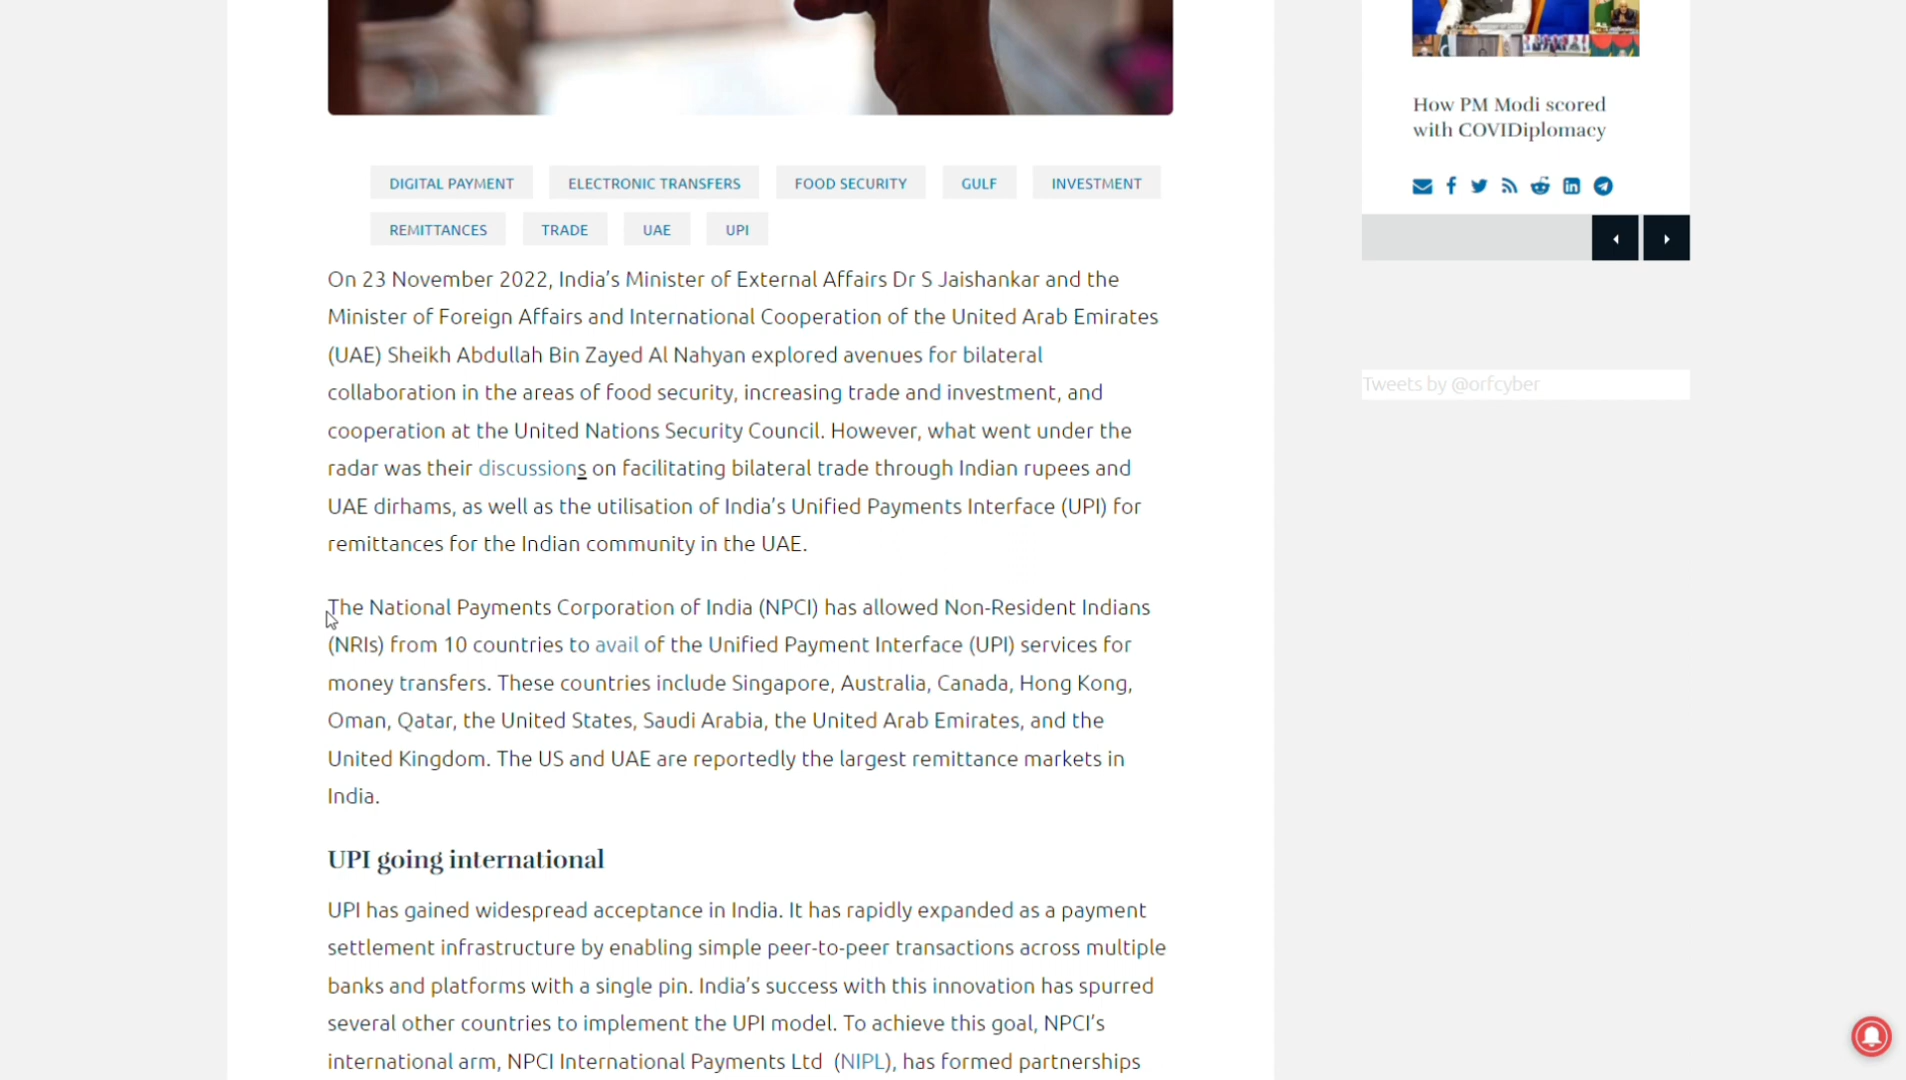 How PM Modi scored
with COVIDiplomacy
DIGITAL PAYMENT ELECTRONIC TRANSFERS FOOD SECURITY GULF INVESTMENT
REMITTANCES TRADE UAE UPI
On 23 November 2022, India’s Minister of External Affairs Dr S Jaishankar and the
Minister of Foreign Affairs and International Cooperation of the United Arab Emirates
(UAE) Sheikh Abdullah Bin Zayed Al Nahyan explored avenues for bilateral
collaboration in the areas of food security, increasing trade and investment, and
cooperation at the United Nations Security Council. However, what went under the
radar was their discussions on facilitating bilateral trade through Indian rupees and
UAE dirhams, as well as the utilisation of India’s Unified Payments Interface (UPI) for
remittances for the Indian community in the UAE.
Tweets by @orfcyber
The National Payments Corporation of India (NPCI) has allowed Non-Resident Indians
(NRIs) from 10 countries to avail of the Unified Payment Interface (UPI) services for
money transfers. These countries include Singapore, Australia, Canada, Hong Kong,
Oman, Qatar, the United States, Saudi Arabia, the United Arab Emirates, and the
United Kingdom. The US and UAE are reportedly the largest remittance markets in
India.
UPI going international
UPI has gained widespread acceptance in India. It has rapidly expanded as a payment
settlement infrastructure by enabling simple peer-to-peer transactions across multiple
banks and platforms with a single pin. India’s success with this innovation has spurred
several other countries to implement the UPI model. To achieve this goal, NPCI’s
international arm, NPCI International Payments Ltd (NIPL), has formed partnerships